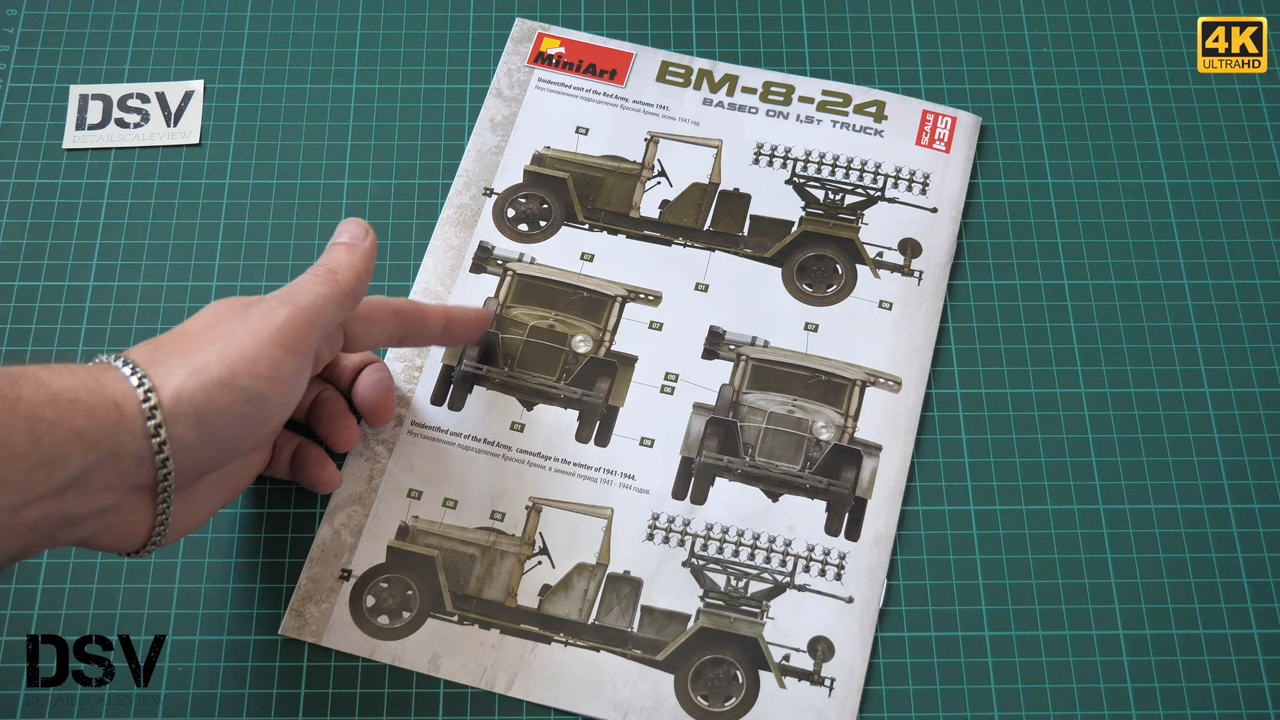 4K
ULTRA HD
DSV
DETAILSCALEVIEW
MiniArt
BM-8-24
BASED ON 1,5т TRUCK
SCALE
1:35
Unidentified unit of the Red Army, autumn 1941.
Неустановленное подразделение Красной Армии, осень 1941 год.
06
01
09
07
07
09
06
01
09
07
Unidentified unit of the Red Army, camouflage in the winter of 1941-1944.
Неустановленное подразделение Красной Армии, в зимний период 1941 - 1944 годов.
01
08
06
DSV
DETAILSCALEVIEW